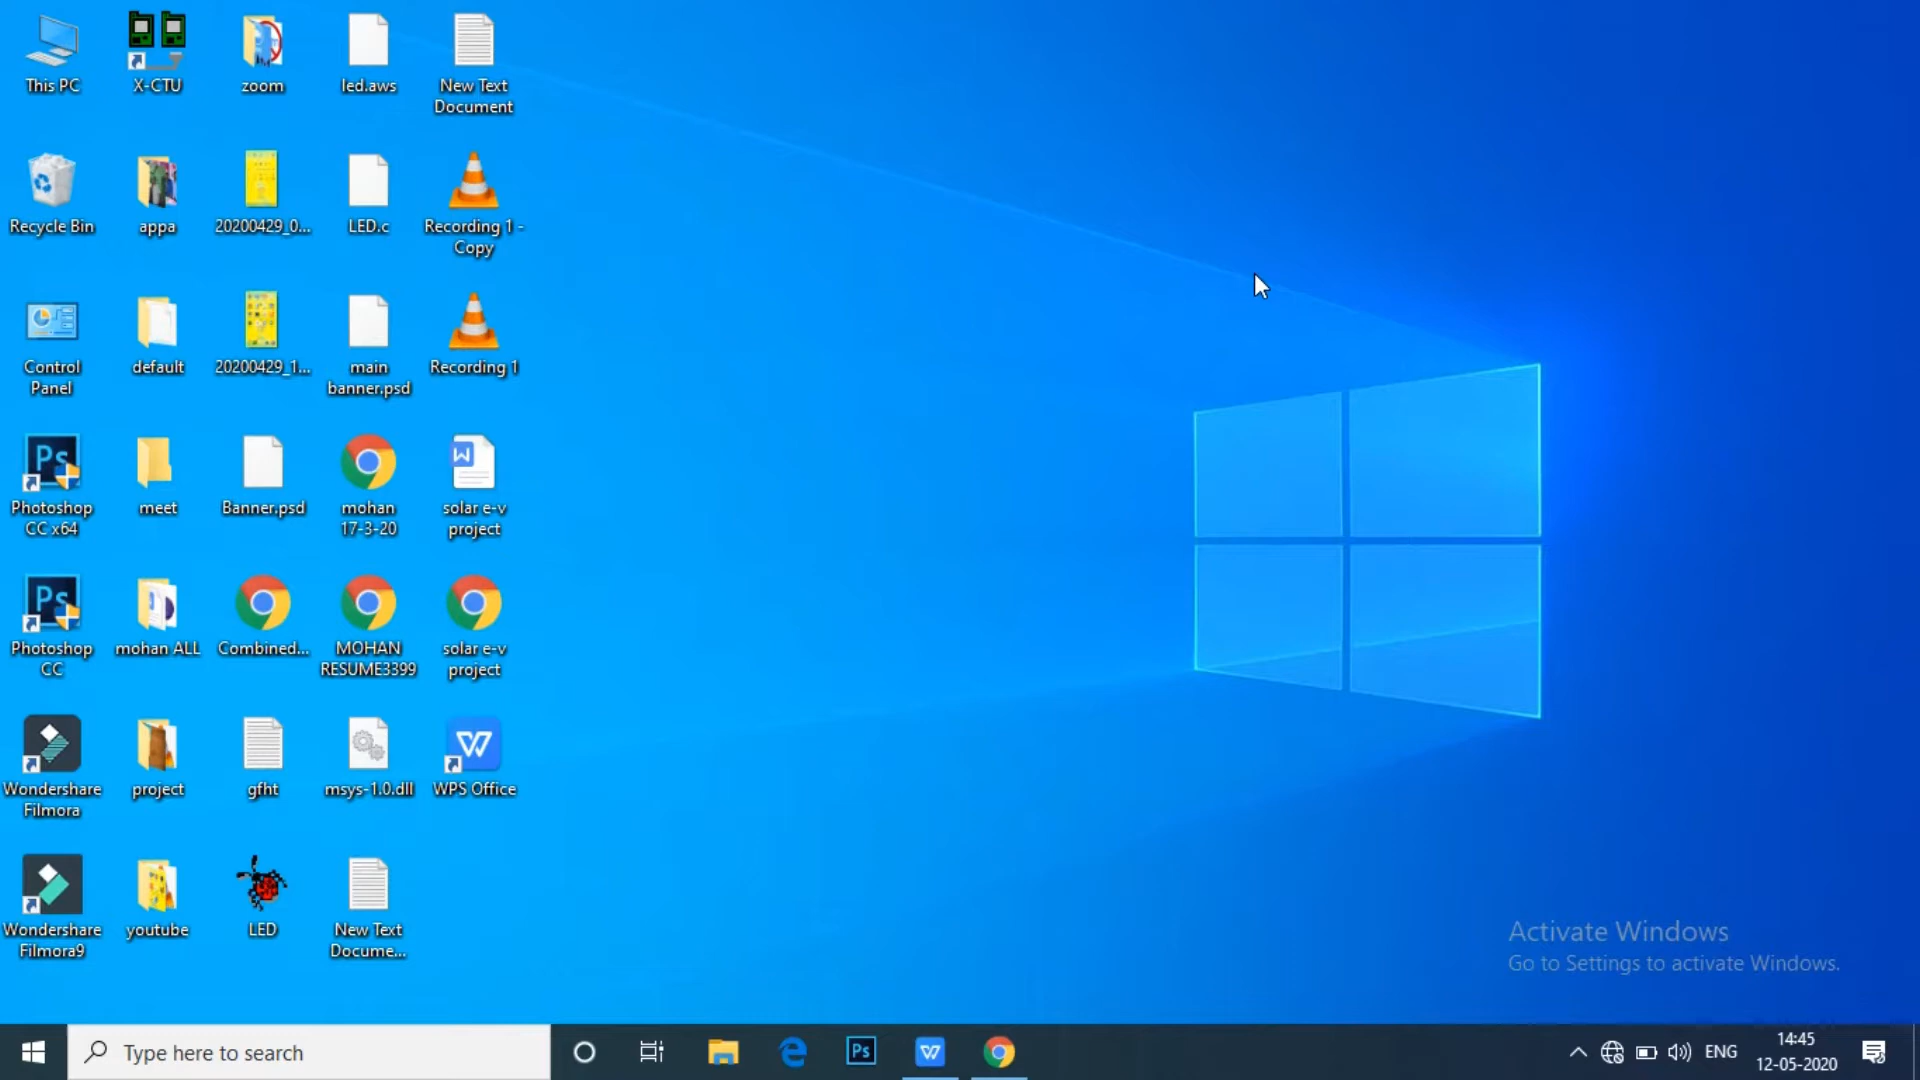 This PC
X-CTU
zoom
led.aws
New Text
Document
Recycle Bin
appa
20200429_0...
LED.c
Recording 1 -
Copy
Control
Panel
default
20200429_1...
main
banner.psd
Recording 1
Ps
Photoshop
CC x64
meet
Banner.psd
mohan
17-3-20
W
solar e-v
project
Ps
Photoshop
CC
mohan ALL
Combined...
MOHAN
RESUME3399
solar e-v
project
Wondershare
Filmora
project
gfht
msys-1.0.dll
W
WPS Office
Wondershare
Filmora9
youtube
LED
New Text
Docume...
Activate Windows
Go to Settings to activate Windows.
Type here to search
Ps
W
ENG
14:45
12-05-2020